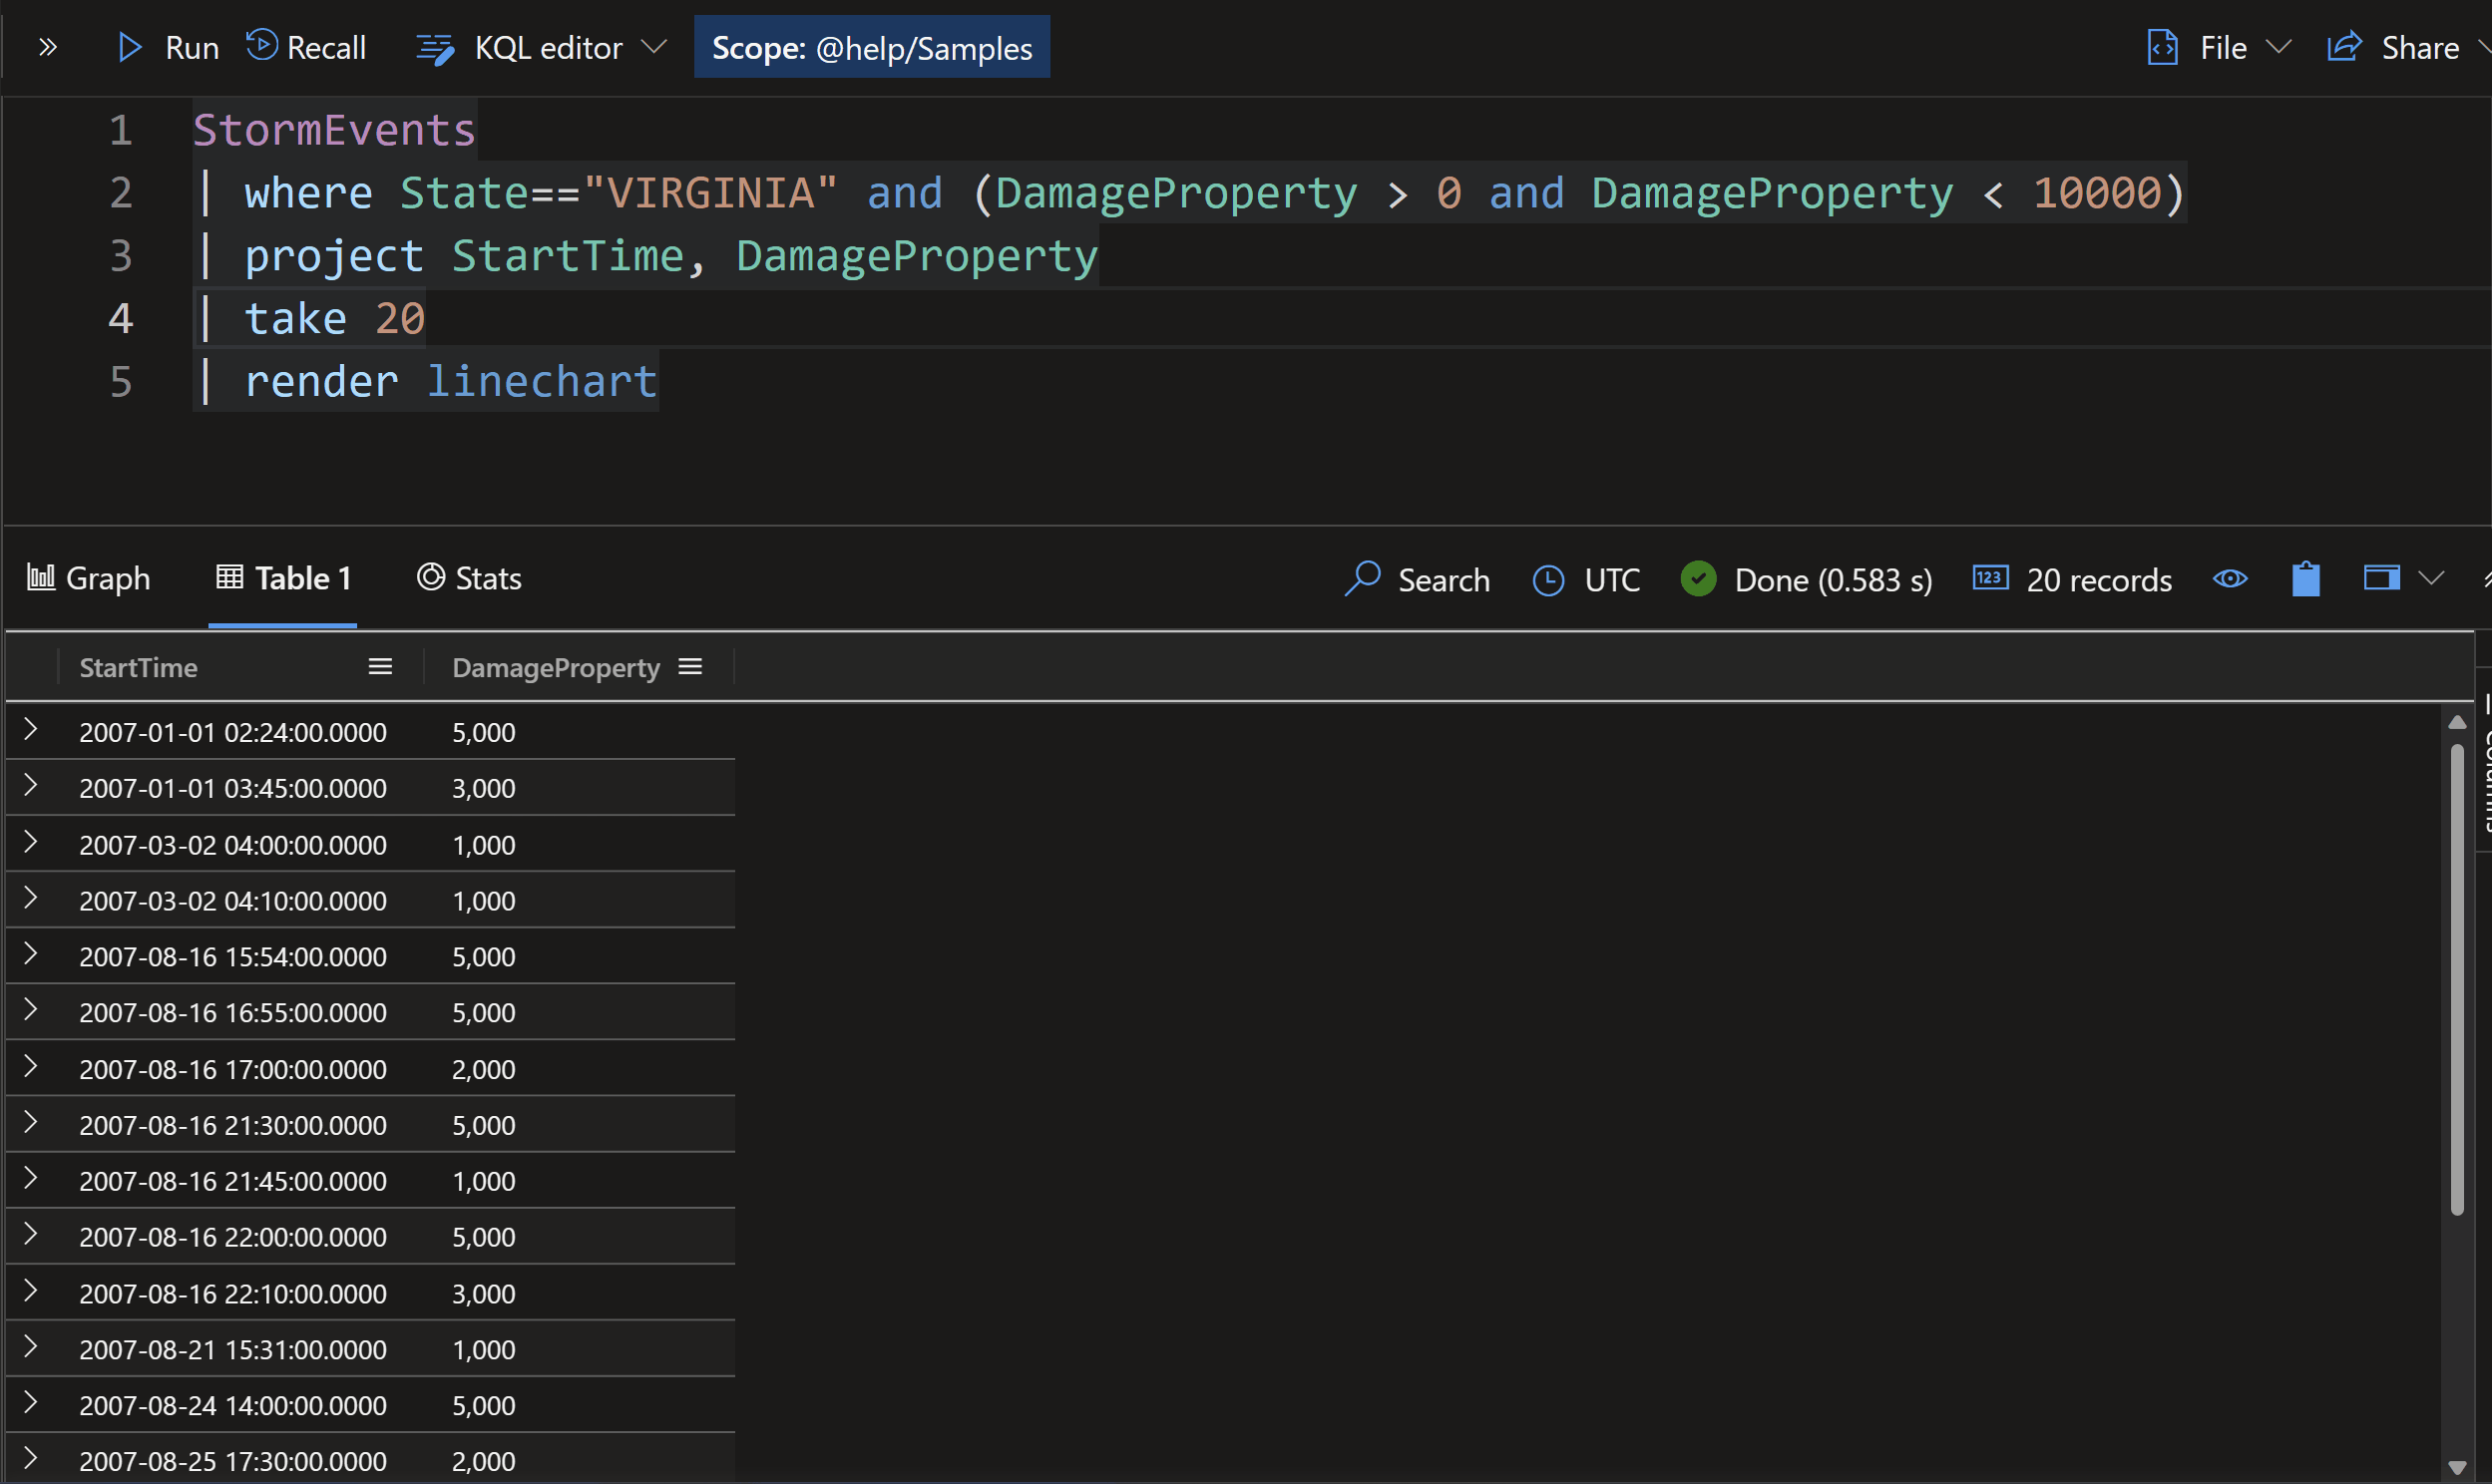 Run Recall KQL editor Scope: @help/Samples File Share
1 StormEvents
2 | where State=="VIRGINIA" and (DamageProperty > 0 and DamageProperty < 10000)
3 | project StartTime, DamageProperty
4 | take 20
5 | render linechart
Graph Table 1 Stats Search UTC Done (0.583 s) 123 20 records
StartTime DamageProperty
2007-01-01 02:24:00.0000 5,000
2007-01-01 03:45:00.0000 3,000
2007-03-02 04:00:00.0000 1,000
2007-03-02 04:10:00.0000 1,000
2007-08-16 15:54:00.0000 5,000
2007-08-16 16:55:00.0000 5,000
2007-08-16 17:00:00.0000 2,000
2007-08-16 21:30:00.0000 5,000
2007-08-16 21:45:00.0000 1,000
2007-08-16 22:00:00.0000 5,000
2007-08-16 22:10:00.0000 3,000
2007-08-21 15:31:00.0000 1,000
2007-08-24 14:00:00.0000 5,000
2007-08-25 17:30:00.0000 2,000